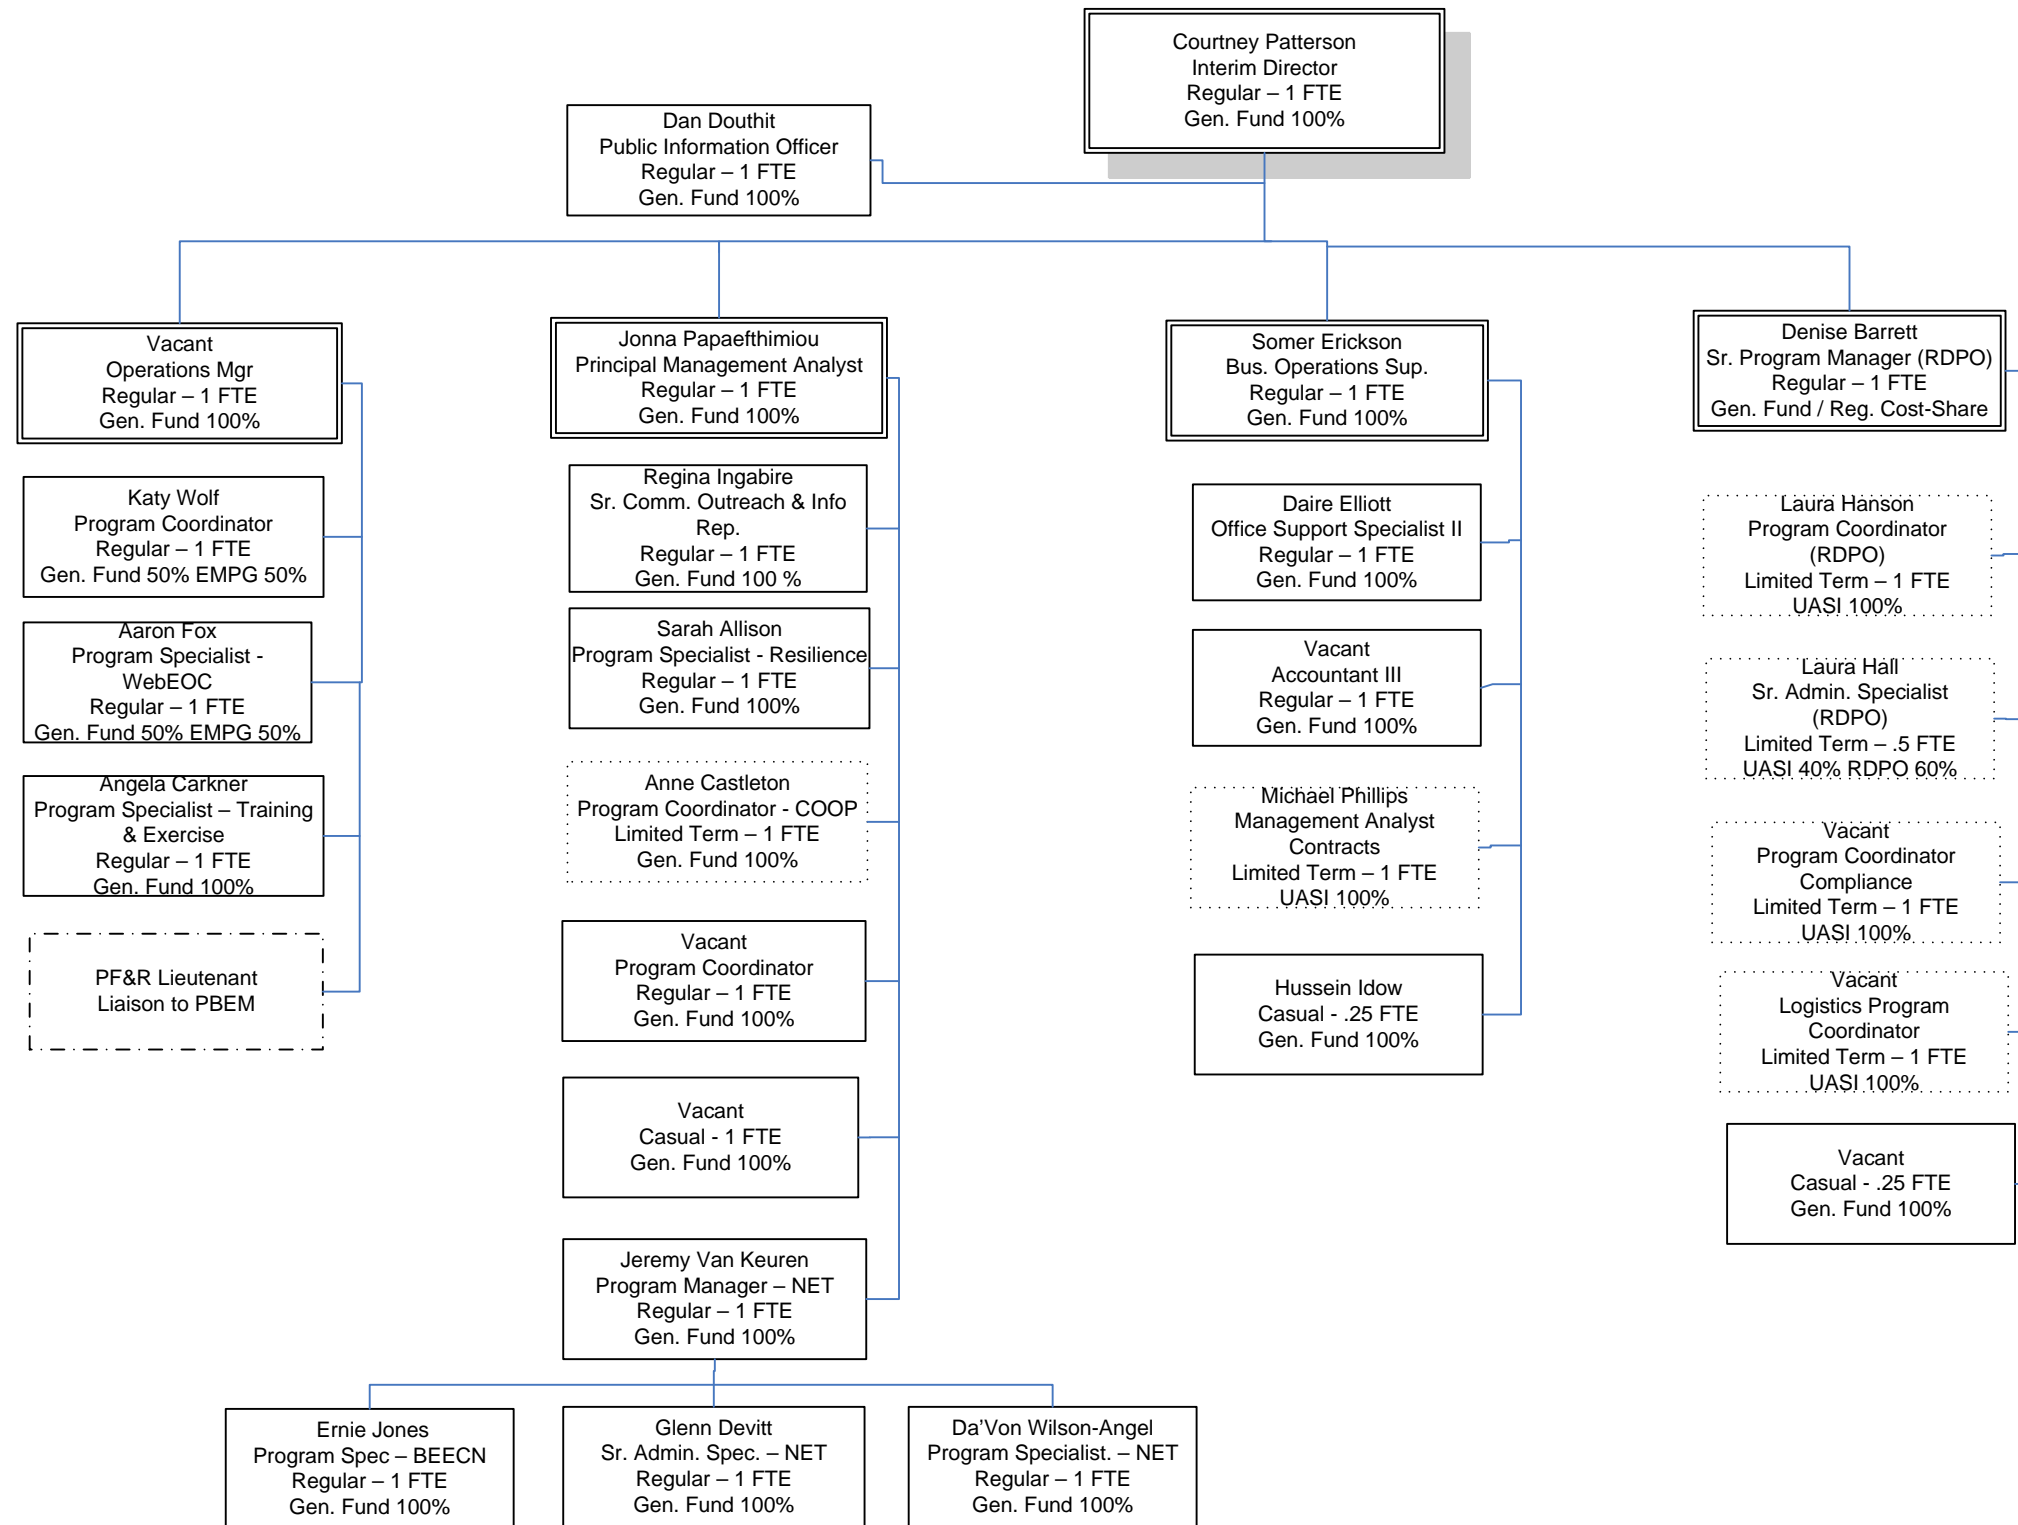 Courtney Patterson
Interim Director
Regular – 1 FTE
Gen. Fund 100%
Dan Douthit
Public Information Officer
Regular – 1 FTE
Gen. Fund 100%
Vacant
Operations Mgr
Regular – 1 FTE
Gen. Fund 100%
Katy Wolf
Program Coordinator
Regular – 1 FTE
Gen. Fund 50% EMPG 50%
Aaron Fox
Program Specialist -
WebEOC
Regular – 1 FTE
Gen. Fund 50% EMPG 50%
Angela Carkner
Program Specialist – Training
& Exercise
Regular – 1 FTE
Gen. Fund 100%
PF&R Lieutenant
Liaison to PBEM
Jonna Papaefthimiou
Principal Management Analyst
Regular – 1 FTE
Gen. Fund 100%
Regina Ingabire
Sr. Comm. Outreach & Info
Rep.
Regular – 1 FTE
Gen. Fund 100 %
Sarah Allison
Program Specialist - Resilience
Regular – 1 FTE
Gen. Fund 100%
Anne Castleton
Program Coordinator - COOP
Limited Term – 1 FTE
Gen. Fund 100%
Vacant
Program Coordinator
Regular – 1 FTE
Gen. Fund 100%
Vacant
Casual - 1 FTE
Gen. Fund 100%
Jeremy Van Keuren
Program Manager – NET
Regular – 1 FTE
Gen. Fund 100%
Ernie Jones
Program Spec – BEECN
Regular – 1 FTE
Gen. Fund 100%
Glenn Devitt
Sr. Admin. Spec. – NET
Regular – 1 FTE
Gen. Fund 100%
Da’Von Wilson-Angel
Program Specialist. – NET
Regular – 1 FTE
Gen. Fund 100%
Somer Erickson
Bus. Operations Sup.
Regular – 1 FTE
Gen. Fund 100%
Daire Elliott
Office Support Specialist II
Regular – 1 FTE
Gen. Fund 100%
Vacant
Accountant III
Regular – 1 FTE
Gen. Fund 100%
Michael Phillips
Management Analyst
Contracts
Limited Term – 1 FTE
UASI 100%
Hussein Idow
Casual - .25 FTE
Gen. Fund 100%
Denise Barrett
Sr. Program Manager (RDPO)
Regular – 1 FTE
Gen. Fund / Reg. Cost-Share
Laura Hanson
Program Coordinator
(RDPO)
Limited Term – 1 FTE
UASI 100%
Laura Hall
Sr. Admin. Specialist
(RDPO)
Limited Term – .5 FTE
UASI 40% RDPO 60%
Vacant
Program Coordinator
Compliance
Limited Term – 1 FTE
UASI 100%
Vacant
Logistics Program
Coordinator
Limited Term – 1 FTE
UASI 100%
Vacant
Casual - .25 FTE
Gen. Fund 100%